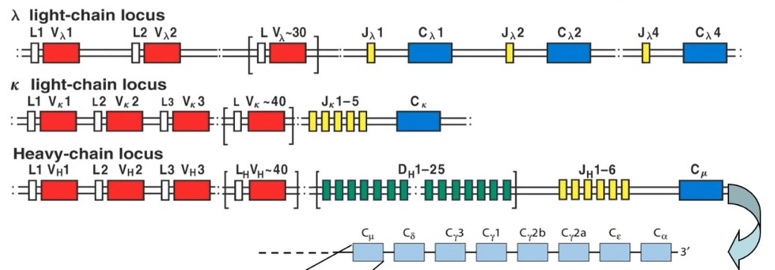 λ light-chain locus
L1 Vλ1 L2 Vλ2 L Vλ~30 Jλ1 Cλ1 Jλ2 Cλ2 Jλ4 Cλ4
κ light-chain locus
L1 Vκ1 L2 Vκ2 L3 Vκ3 L Vκ~40 Jκ1–5 Cκ
Heavy-chain locus
L1 VH1 L2 VH2 L3 VH3 LH VH~40 DH1–25 JH1–6 Cμ
Cμ Cδ Cγ3 Cγ1 Cγ2b Cγ2a Cε Cα 3′